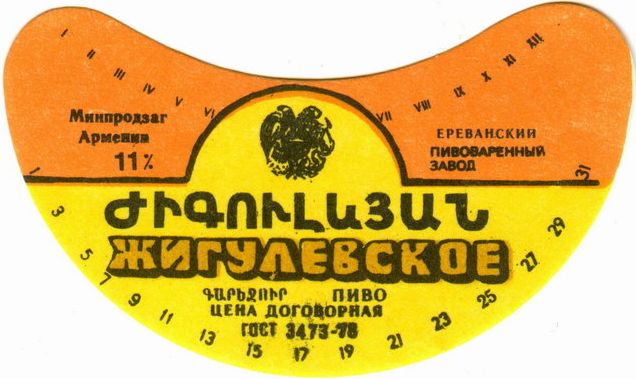 I II III IV V VI VII VIII IX X XI XII
Минпродзаг
Армении
11%
ЕРЕВАНСКИЙ
ПИВОВАРЕННЫЙ
ЗАВОД
ԺԻԳՈՒԼԱՅԱՆ
ЖИГУЛЕВСКОЕ
ԳԱՐԵՋՈՒՐ ПИВО
ЦЕНА ДОГОВОРНАЯ
ГОСТ 3473-78
1 3 5 7 9 11 13 15 17 19 21 23 25 27 29 31